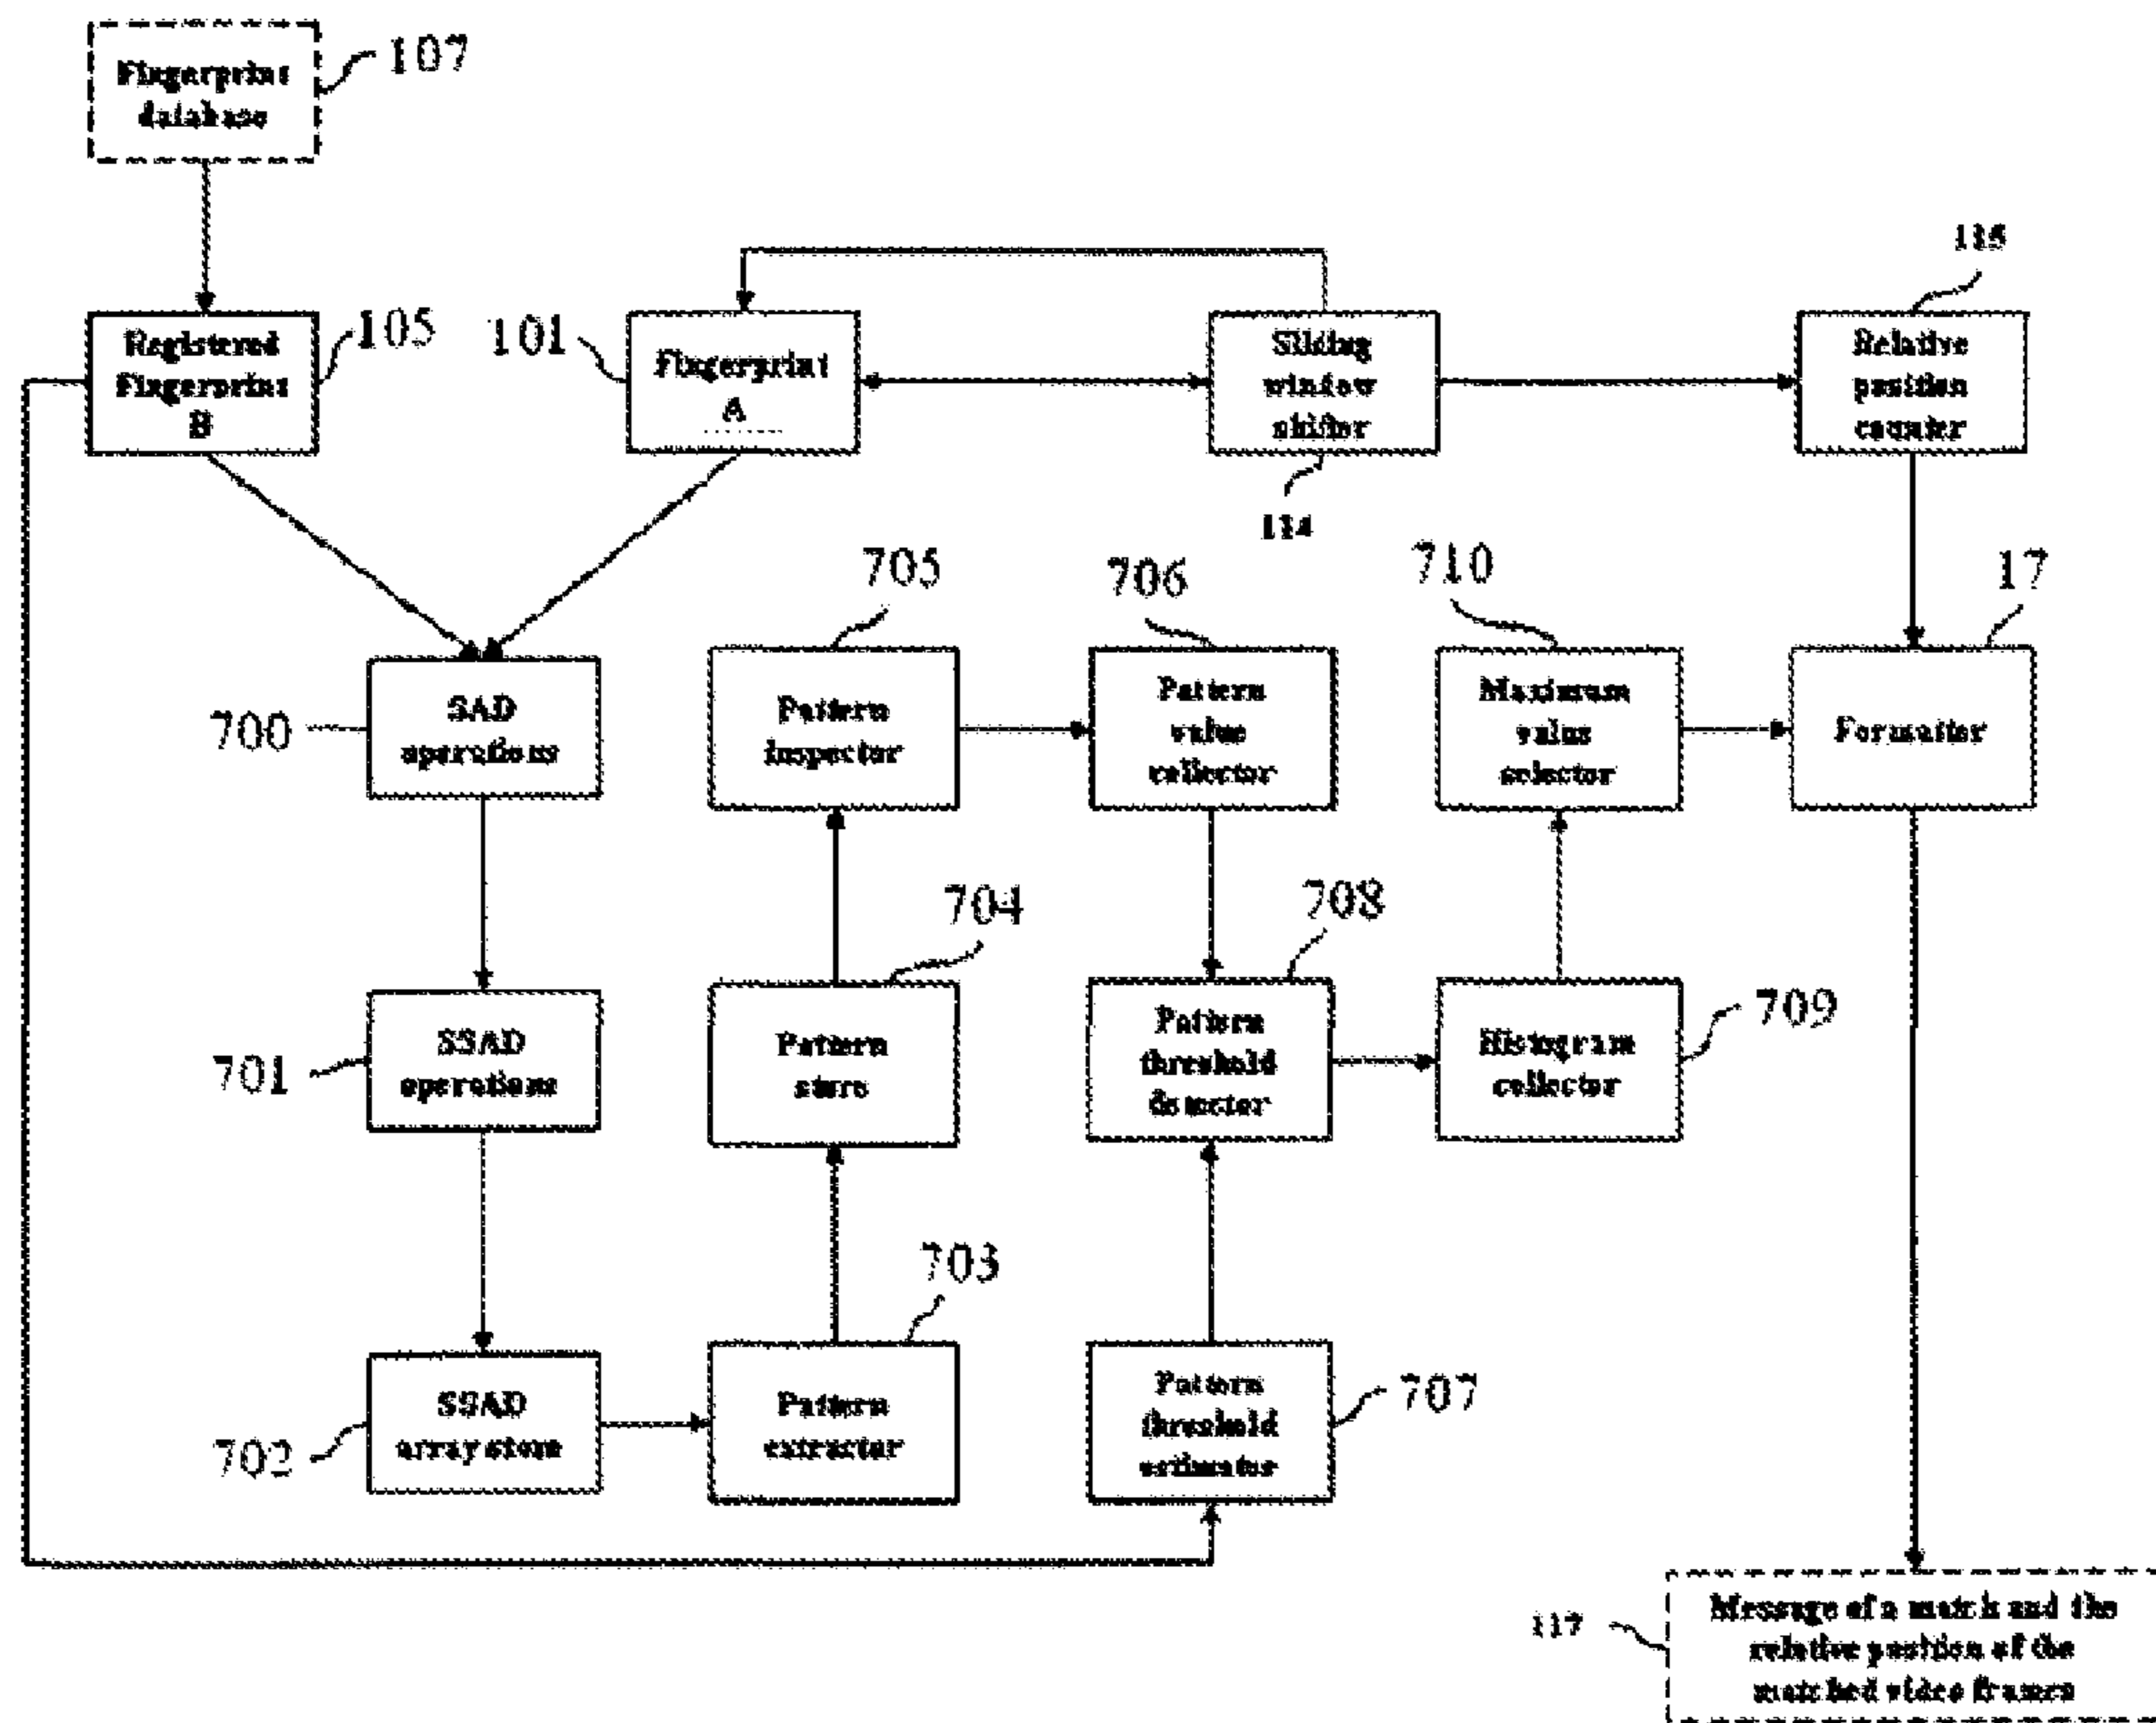 Fingerprint
database
107
115
Registered
Fingerprint
B
105
101
Fingerprint
A
Sliding
window
shifter
114
Relative
position
counter
705
706
710
17
SAD
operations
700
Pattern
inspector
Pattern
value
collector
Maximum
value
selector
Formatter
704
708
SSAD
operations
701
Pattern
store
Pattern
threshold
detector
Histogram
collector
709
703
SSAD
array store
702
Pattern
extractor
Pattern
threshold
estimator
707
117
Message of a match and the
relative position of the
matched video frames